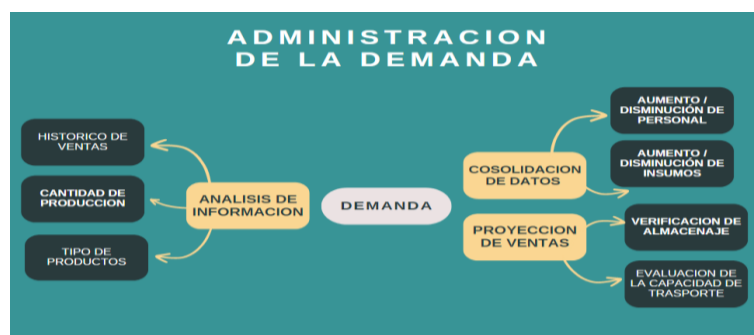 ADMINISTRACION
DE LA DEMANDA
HISTORICO DE
VENTAS
CANTIDAD DE
PRODUCCION
TIPO DE
PRODUCTOS
ANALISIS DE
INFORMACION
DEMANDA
COSOLIDACION
DE DATOS
PROYECCION
DE VENTAS
AUMENTO /
DISMINUCIÓN DE
PERSONAL
AUMENTO /
DISMINUCIÓN DE
INSUMOS
VERIFICACION DE
ALMACENAJE
EVALUACION DE
LA CAPACIDAD DE
TRASPORTE